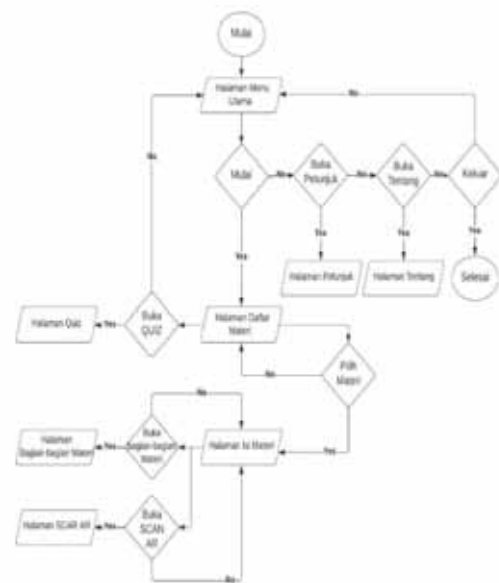 Mulai
Halaman Menu
Utama
No
No
Mulai
No
Buka
Petunjuk
No
Buka
Tentang
No
Keluar
Yes
Yes
Yes
Yes
Halaman Petunjuk
Halaman Tentang
Selesai
Halaman Quiz
Yes
Buka
QUIZ
Halaman Daftar
Materi
No
Pilih
Materi
No
Yes
Halaman
Bagian-bagian Materi
Yes
Buka
Bagian-bagian
Materi
Halaman Isi Materi
Halaman SCAR AR
Yes
Buka
SCAN
AR
No